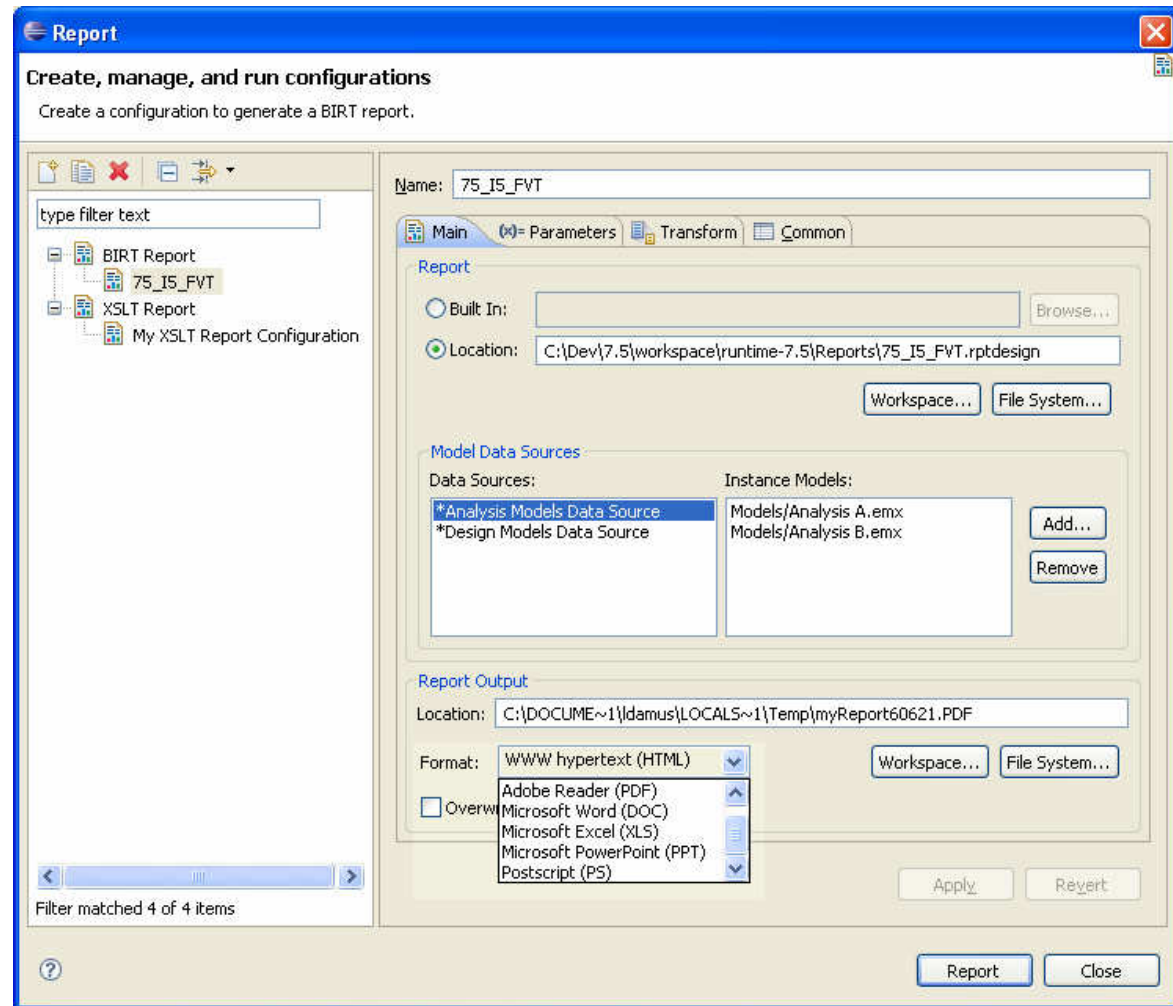 Report
Create, manage, and run configurations
Create a configuration to generate a BIRT report.
type filter text
BIRT Report
75_I5_FVT
XSLT Report
My XSLT Report Configuration
Filter matched 4 of 4 items
Name: 75_I5_FVT
Main (x)= Parameters Transform Common
Report
Built In: Browse...
Location: C:\Dev\7.5\workspace\runtime-7.5\Reports\75_I5_FVT.rptdesign
Workspace... File System...
Model Data Sources
Data Sources: Instance Models:
*Analysis Models Data Source Models/Analysis A.emx
*Design Models Data Source Models/Analysis B.emx
Add...
Remove
Report Output
Location: C:\DOCUME~1\ldamus\LOCALS~1\Temp\myReport60621.PDF
Format: WWW hypertext (HTML) Workspace... File System...
Adobe Reader (PDF)
Microsoft Word (DOC)
Microsoft Excel (XLS)
Microsoft PowerPoint (PPT)
Postscript (PS)
Apply Revert
Report Close